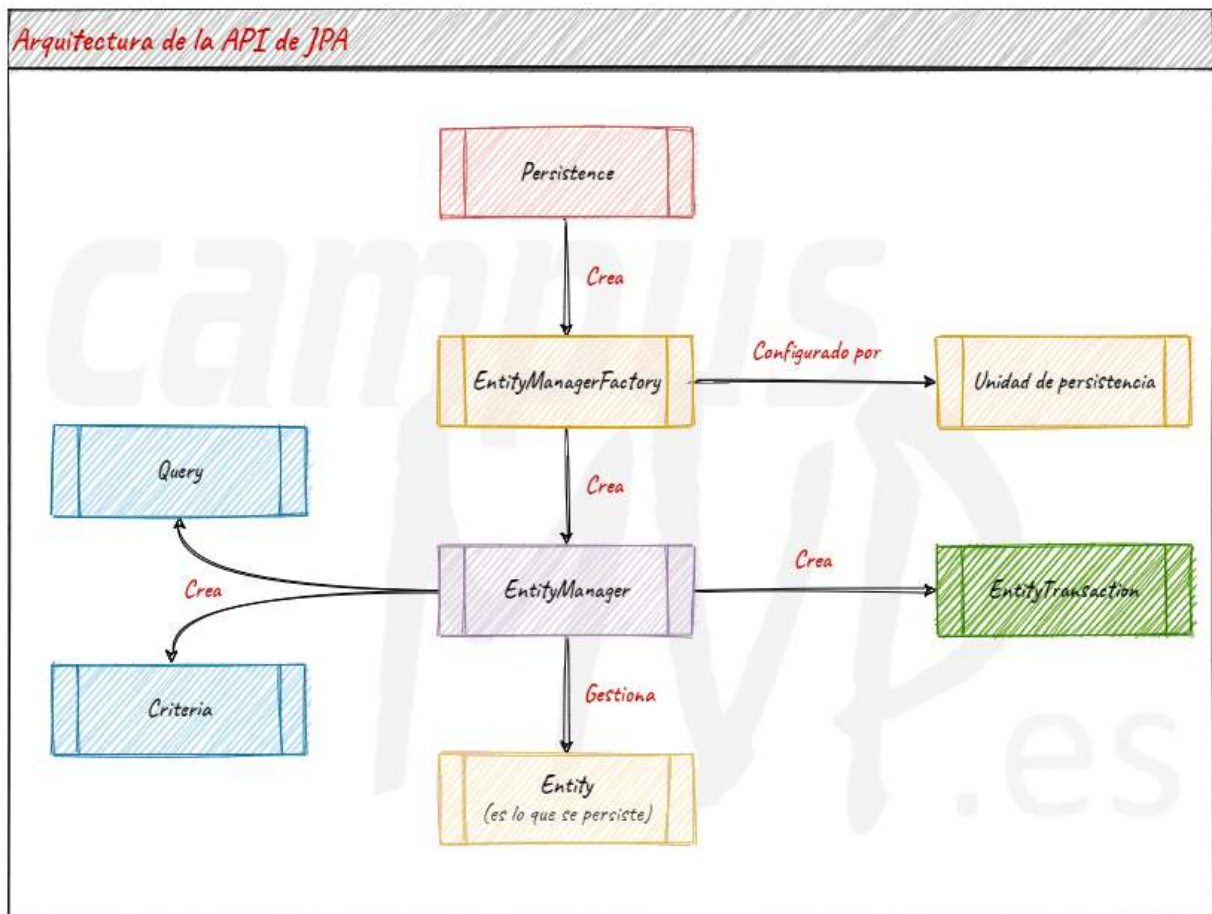 Arquitectura de la API de JPA
Persistence
Crea
EntityManagerFactory
Configurado por
Unidad de persistencia
Query
Crea
Crea
EntityManager
Crea
EntityTransaction
Criteria
Gestiona
Entity
(es lo que se persiste)
campus
MVP
.es